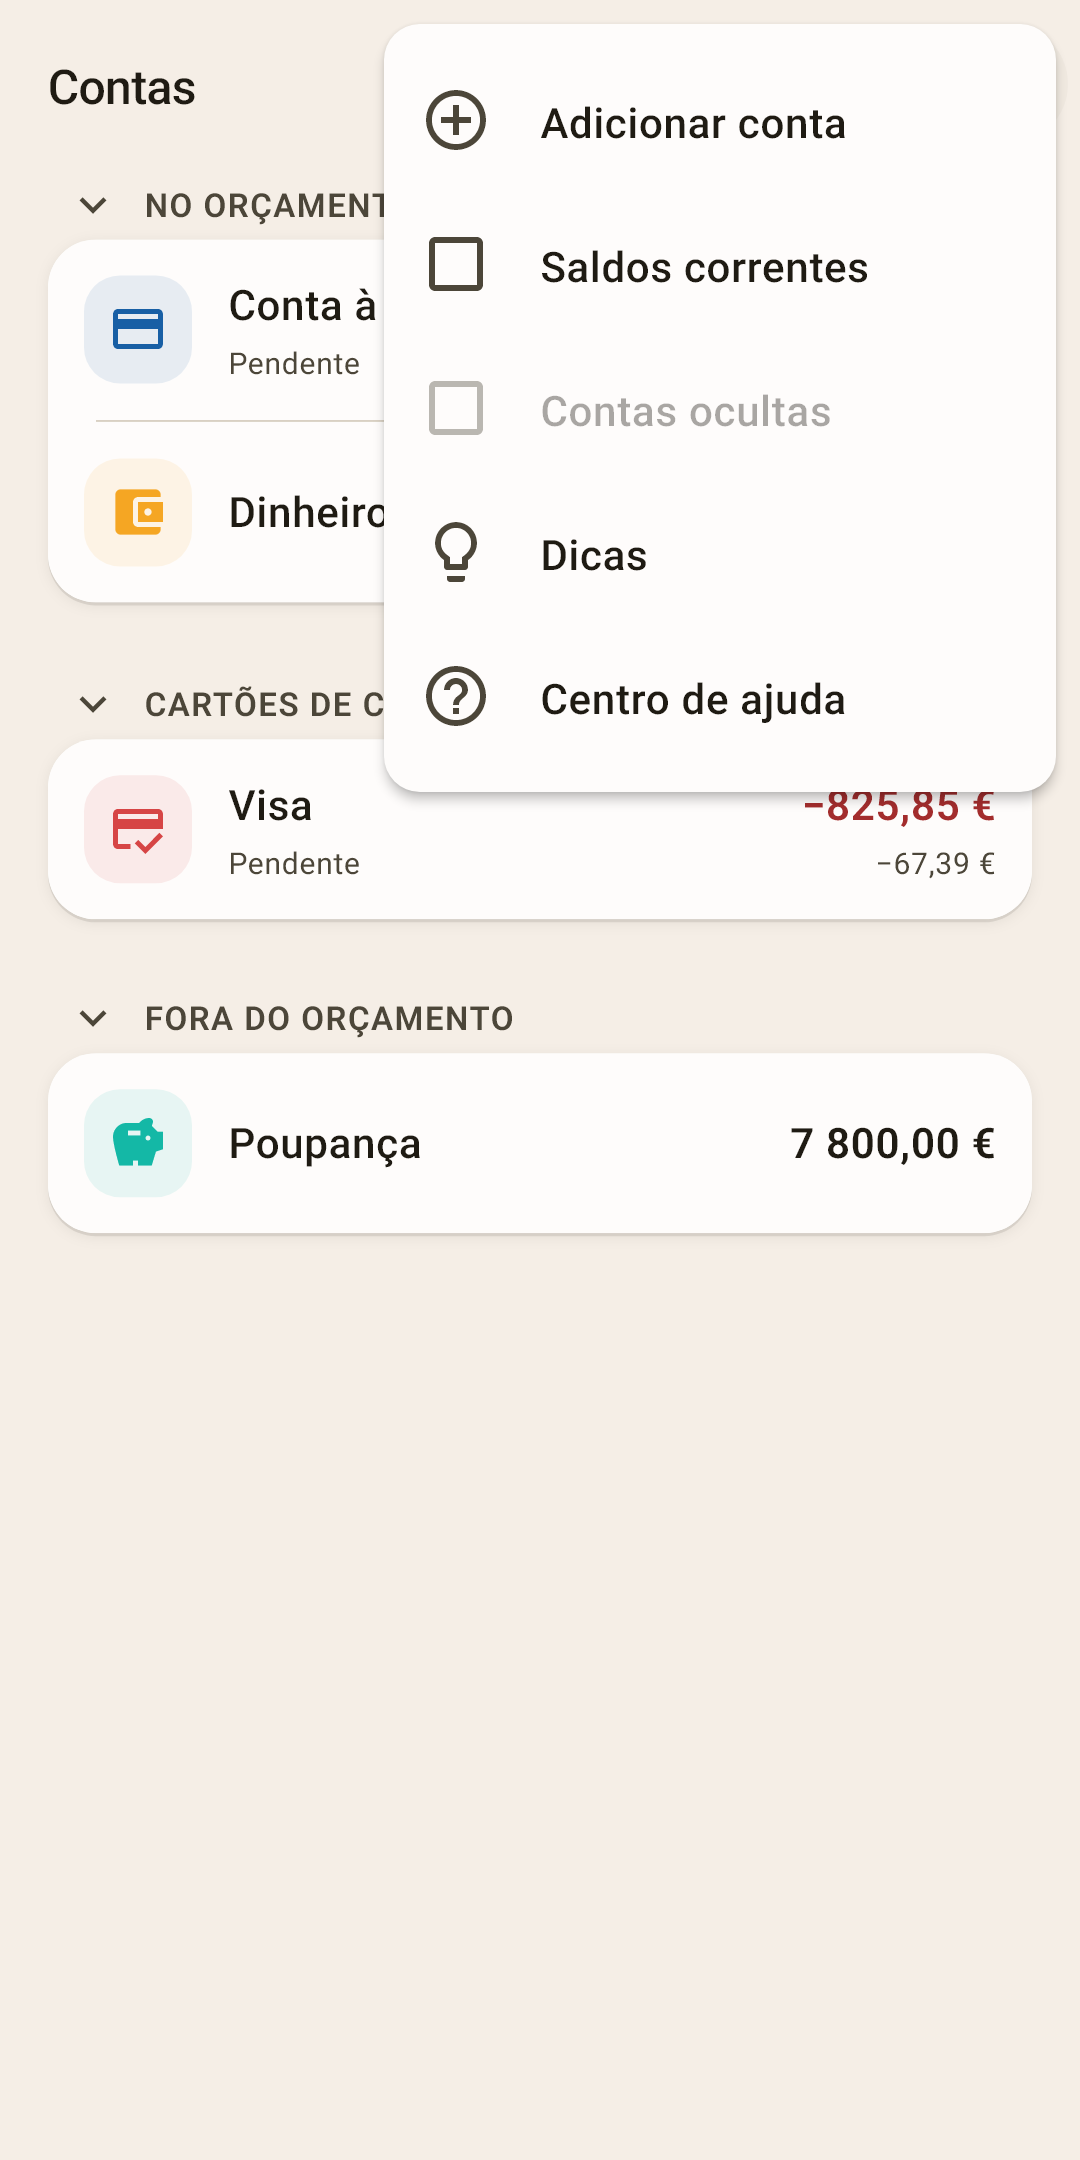 Contas
Adicionar conta
Saldos correntes
Contas ocultas
Dicas
Centro de ajuda
NO ORÇAMENT
Conta à
Pendente
Dinheiro
CARTÕES DE C
Visa
−825,85 €
Pendente
−67,39 €
FORA DO ORÇAMENTO
Poupança
7 800,00 €